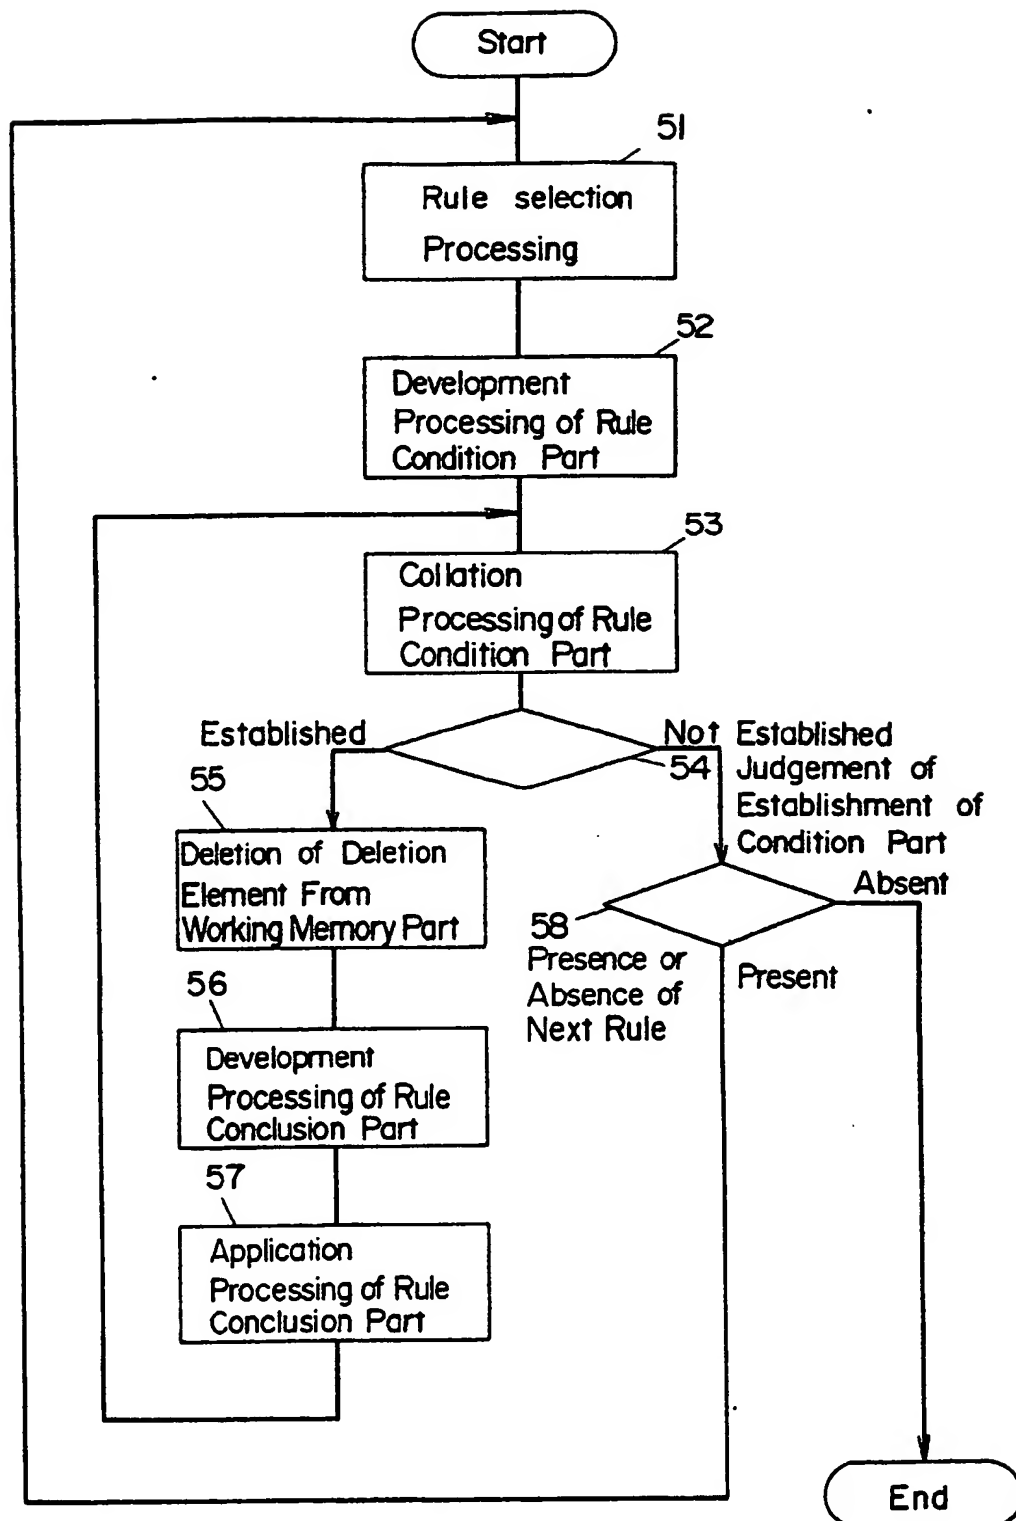 Start
51
Rule selection
Processing
52
Development
Processing of Rule
Condition Part
53
Collation
Processing of Rule
Condition Part
Established
Not Established
54
Judgement of
Establishment of
Condition Part
55
Deletion of Deletion
Element From
Working Memory Part
Absent
58
Presence or
Absence of
Next Rule
Present
56
Development
Processing of Rule
Conclusion Part
57
Application
Processing of Rule
Conclusion Part
End